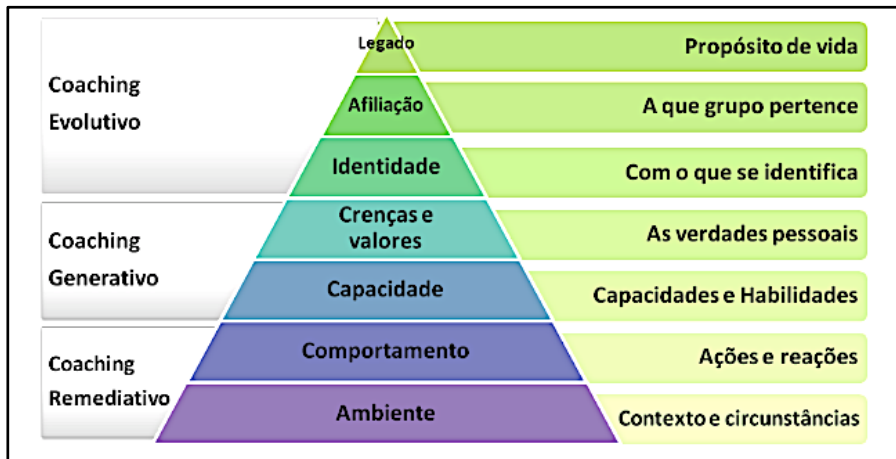 Coaching
Evolutivo
Legado
Propósito de vida
Afiliação
A que grupo pertence
Identidade
Com o que se identifica
Coaching
Generativo
Crenças e
valores
As verdades pessoais
Capacidade
Capacidades e Habilidades
Coaching
Remediativo
Comportamento
Ações e reações
Ambiente
Contexto e circunstâncias